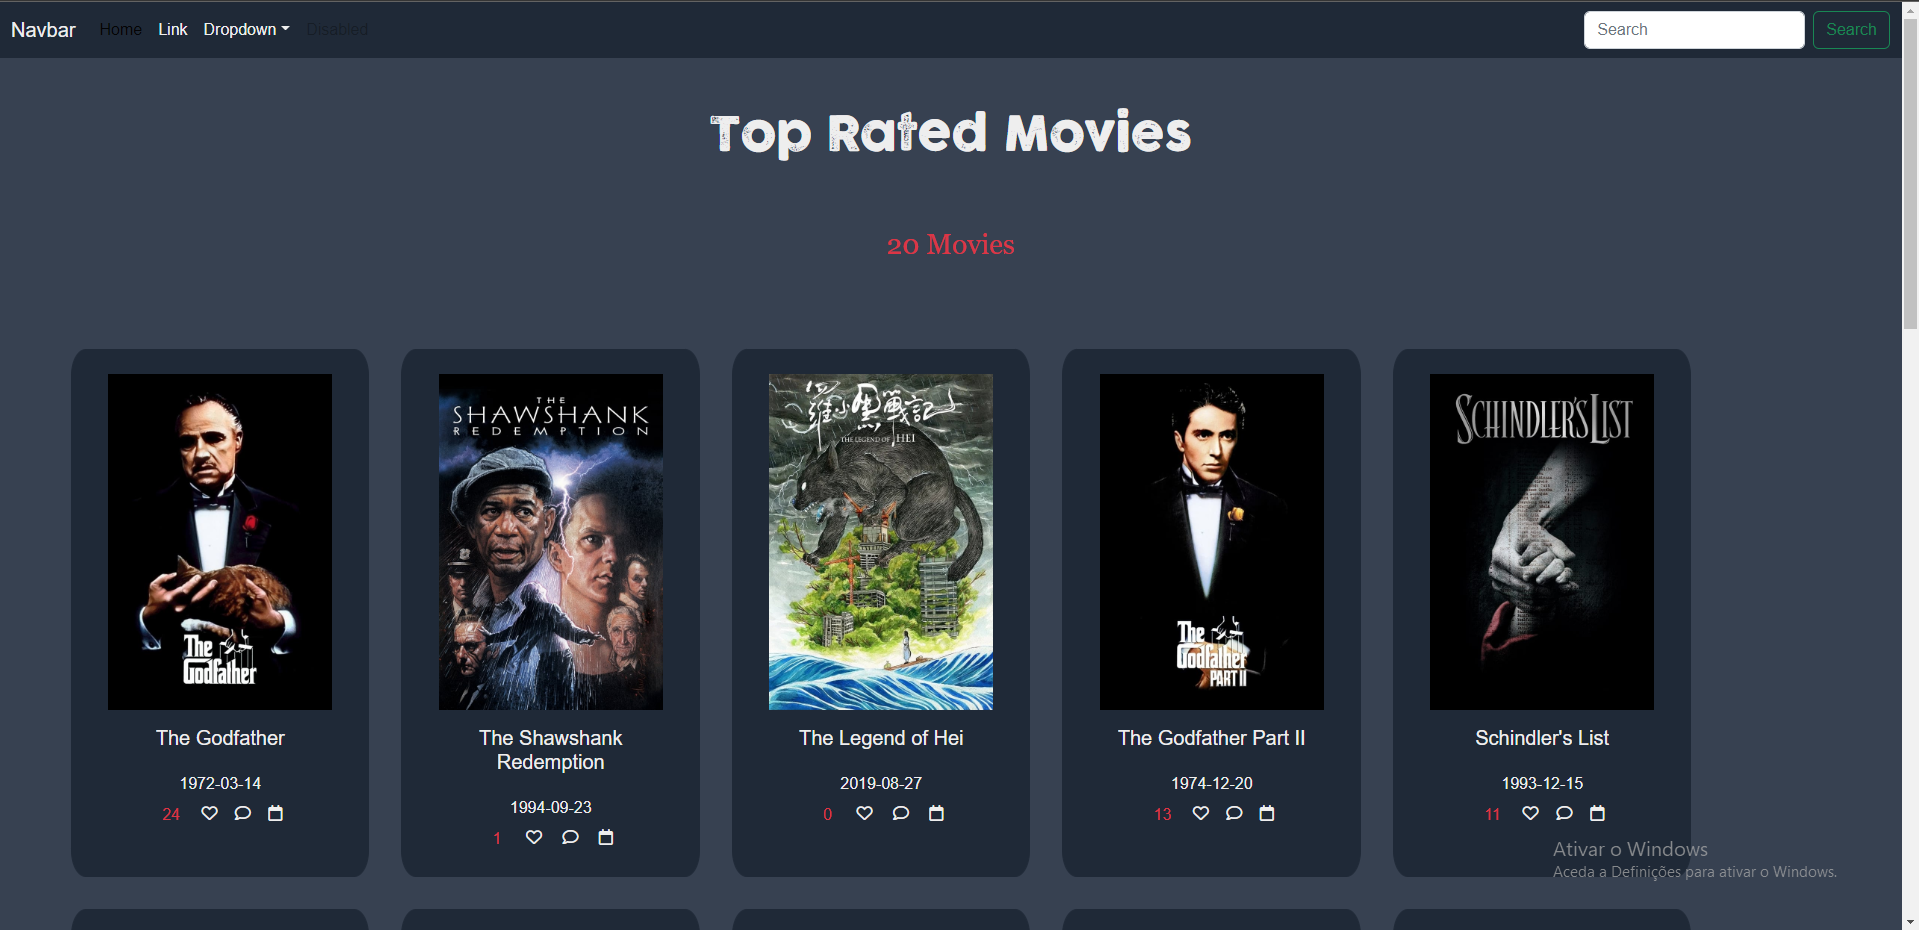 Navbar Home Link Dropdown Disabled Search Search
Top Rated Movies
20 Movies
The Godfather
THE
SHAWSHANK
REDEMPTION
羅小黑戰記
THE LEGEND OF HEI
The Godfather
PART II
SCHINDLER'S LIST
The Godfather
1972-03-14
24
The Shawshank
Redemption
1994-09-23
1
The Legend of Hei
2019-08-27
0
The Godfather Part II
1974-12-20
13
Schindler's List
1993-12-15
11
Ativar o Windows
Aceda a Definições para ativar o Windows.